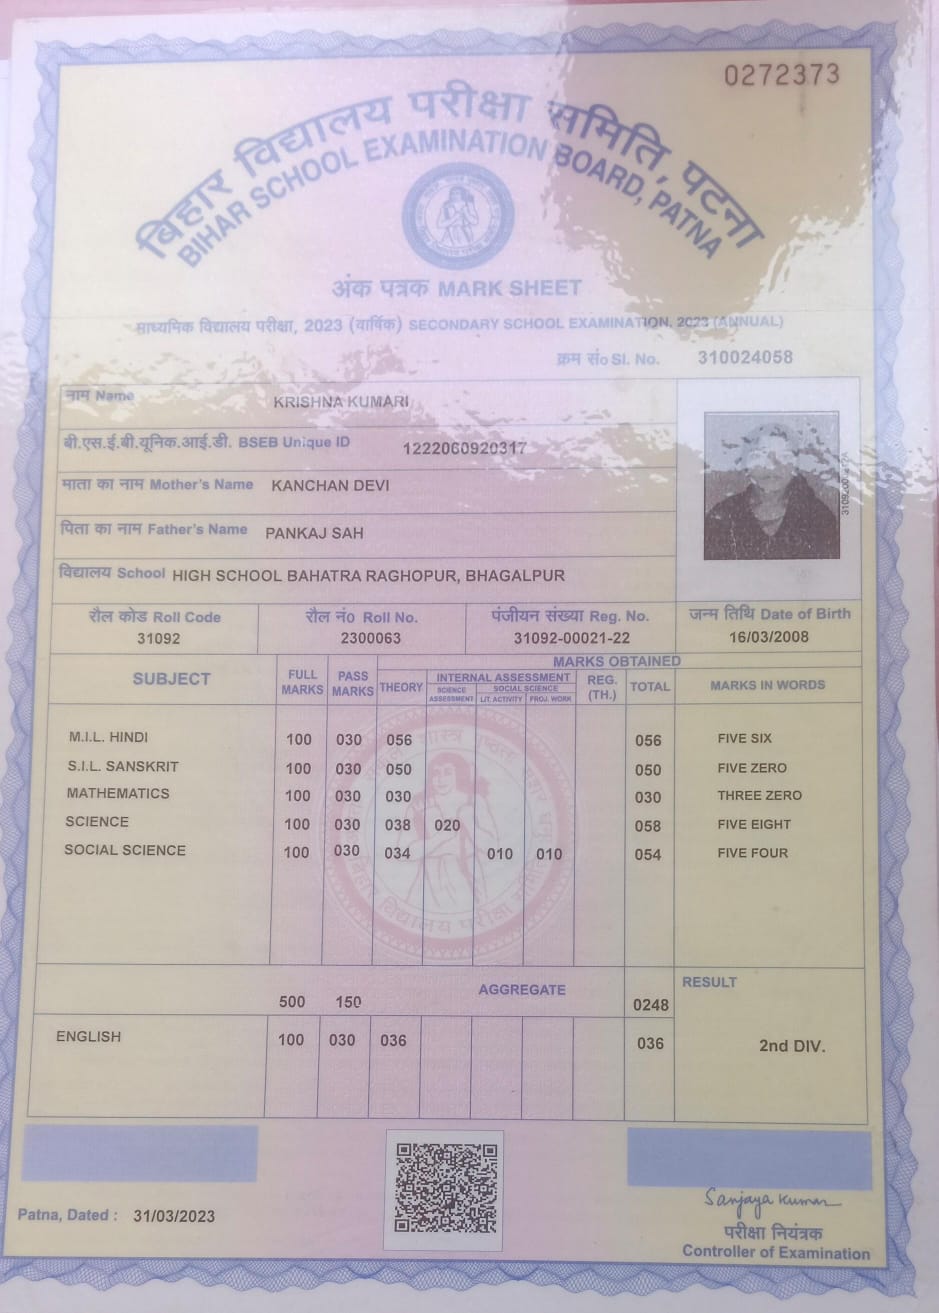 0272373
बिहार विद्यालय परीक्षा समिति, पटना
BIHAR SCHOOL EXAMINATION BOARD, PATNA
अंक पत्रक MARK SHEET
माध्यमिक विद्यालय परीक्षा, 2023 (वार्षिक) SECONDARY SCHOOL EXAMINATION, 2023 (ANNUAL)
क्रम सं० Sl. No. 310024058
नाम Name KRISHNA KUMARI
बी.एस.ई.बी.यूनिक.आई.डी. BSEB Unique ID 1222060920317
माता का नाम Mother's Name KANCHAN DEVI
पिता का नाम Father's Name PANKAJ SAH
विद्यालय School HIGH SCHOOL BAHATRA RAGHOPUR, BHAGALPUR
रौल कोड Roll Code रौल नं० Roll No. पंजीयन संख्या Reg. No. जन्म तिथि Date of Birth
31092 2300063 31092-00021-22 16/03/2008
SUBJECT FULL MARKS PASS MARKS MARKS OBTAINED
THEORY INTERNAL ASSESSMENT REG. (TH.) TOTAL MARKS IN WORDS
SCIENCE ASSESSMENT SOCIAL SCIENCE
LIT. ACTIVITY PROJ. WORK
M.I.L. HINDI 100 030 056 056 FIVE SIX
S.I.L. SANSKRIT 100 030 050 050 FIVE ZERO
MATHEMATICS 100 030 030 030 THREE ZERO
SCIENCE 100 030 038 020 058 FIVE EIGHT
SOCIAL SCIENCE 100 030 034 010 010 054 FIVE FOUR
500 150 AGGREGATE 0248 RESULT
ENGLISH 100 030 036 036 2nd DIV.
Patna, Dated : 31/03/2023
Sanjaya Kumar
परीक्षा नियंत्रक
Controller of Examination